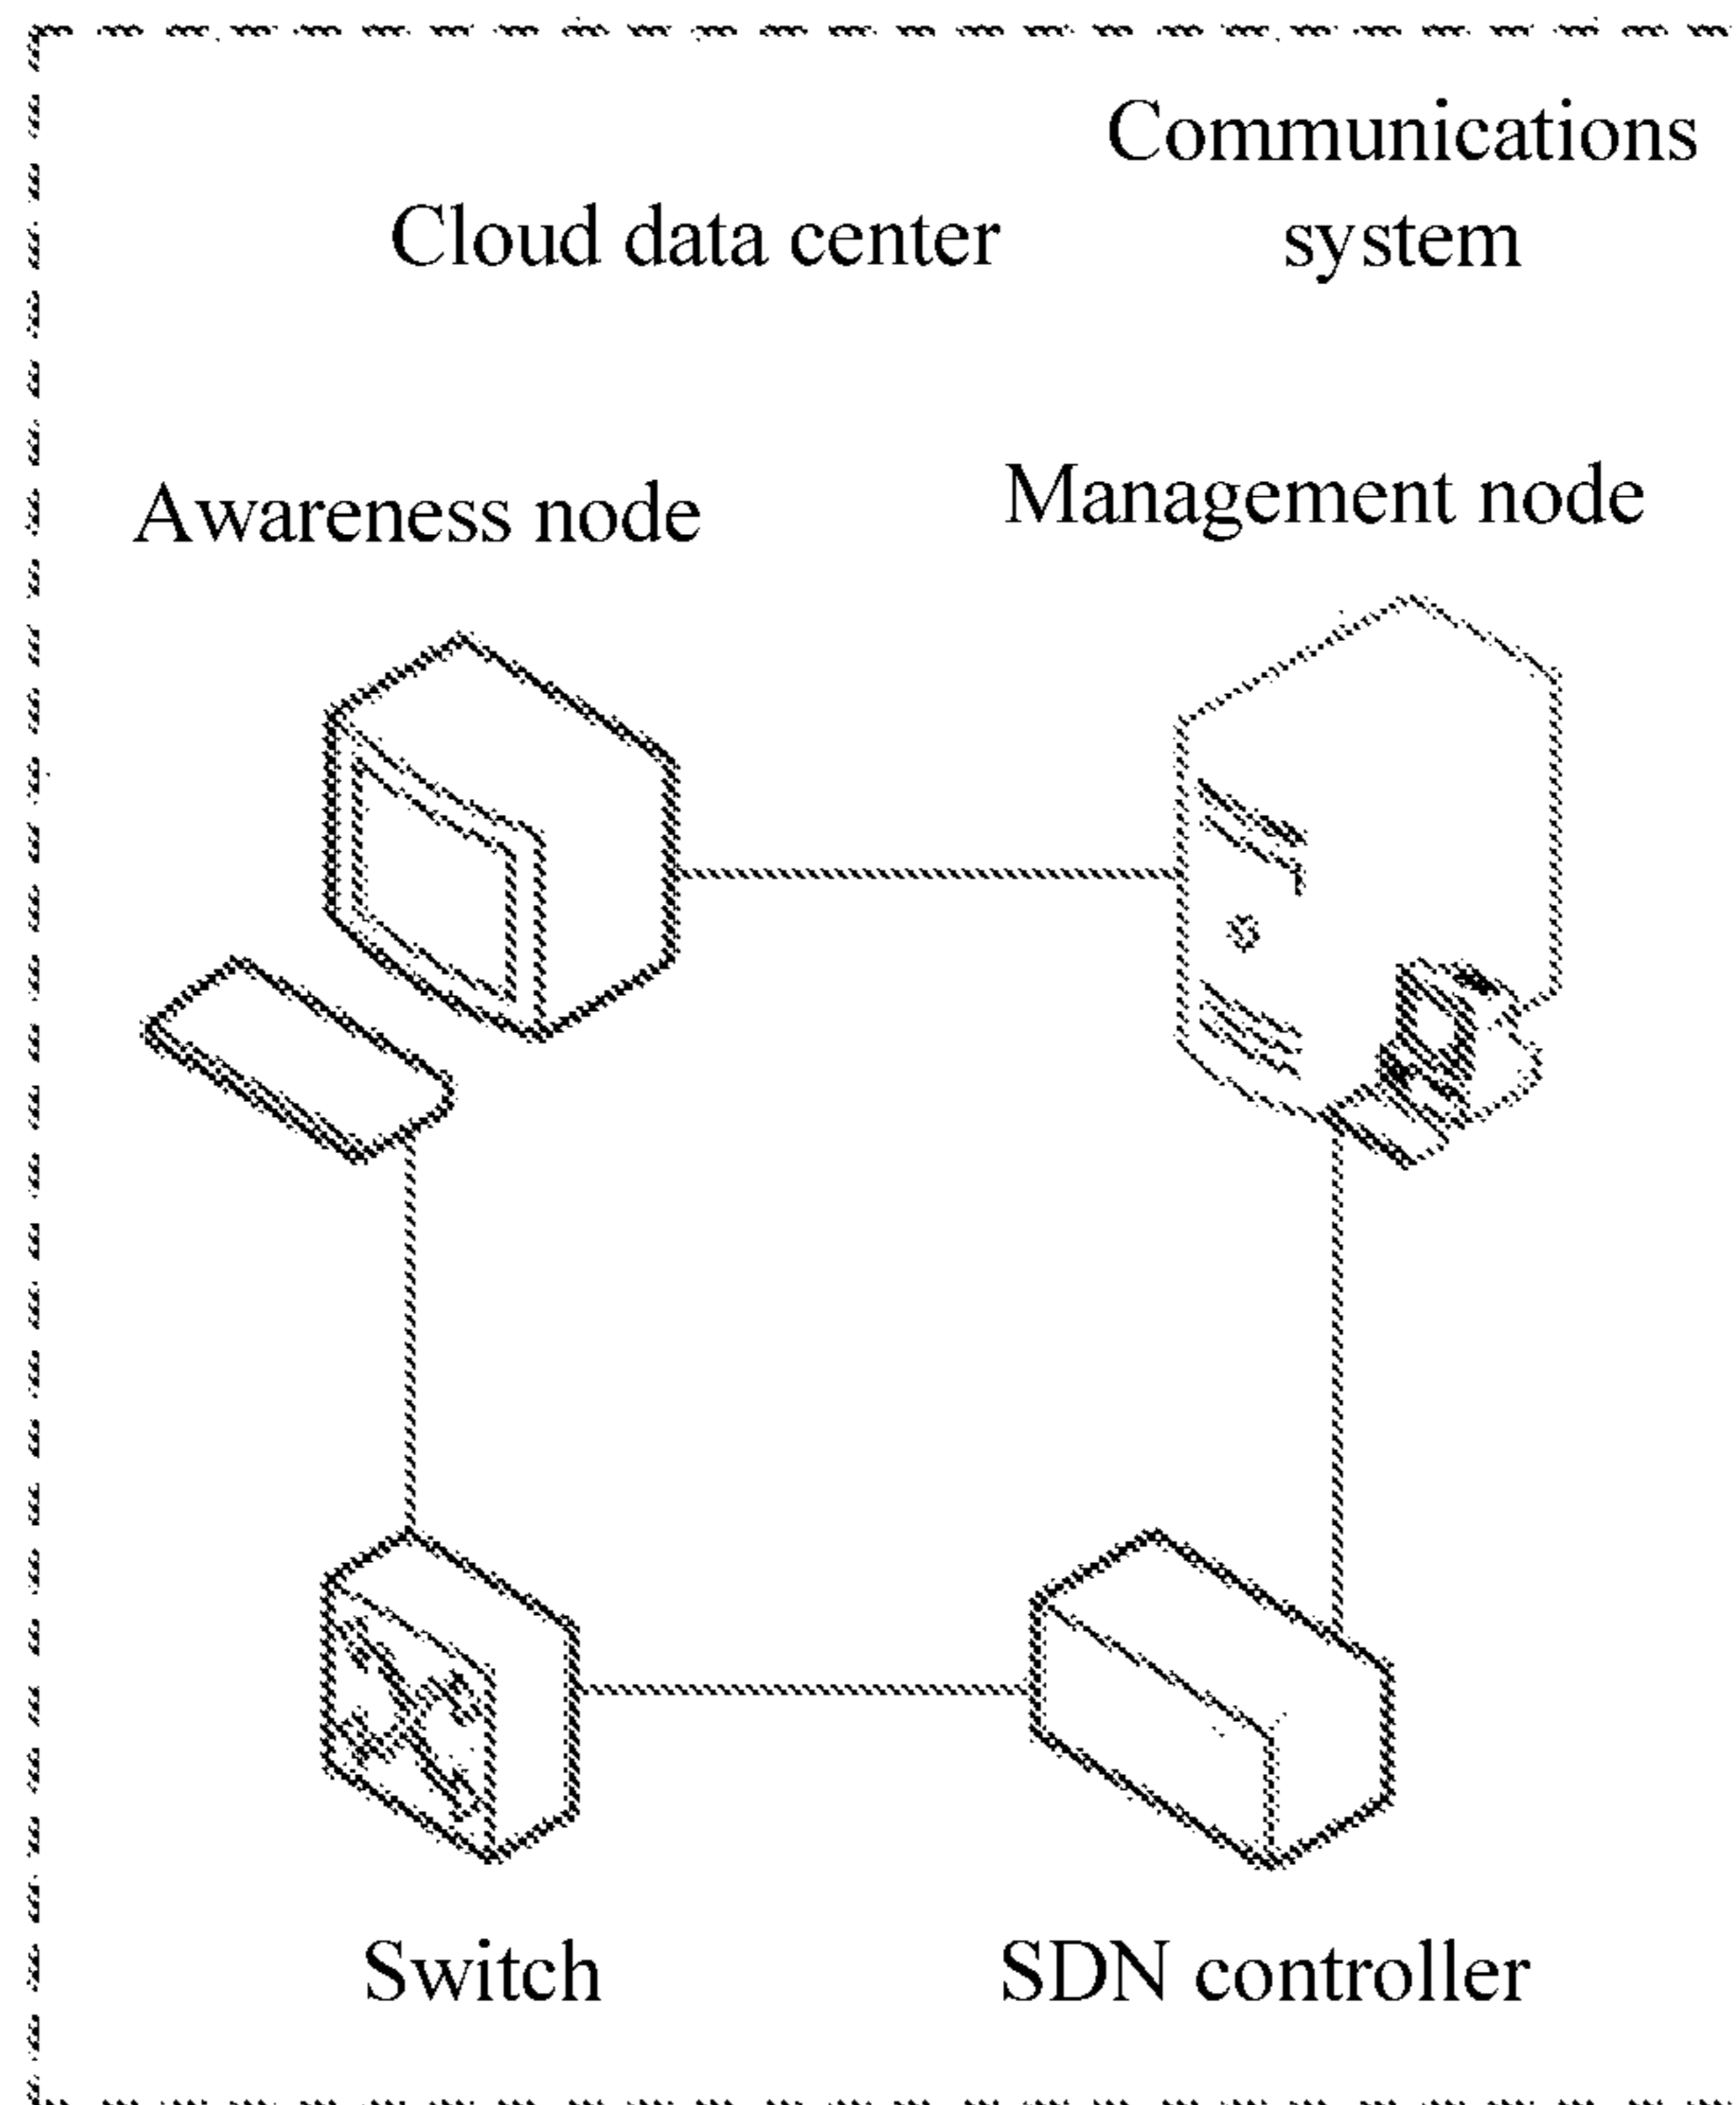 Communications
system
Cloud data center
Awareness node
Management node
Switch
SDN controller